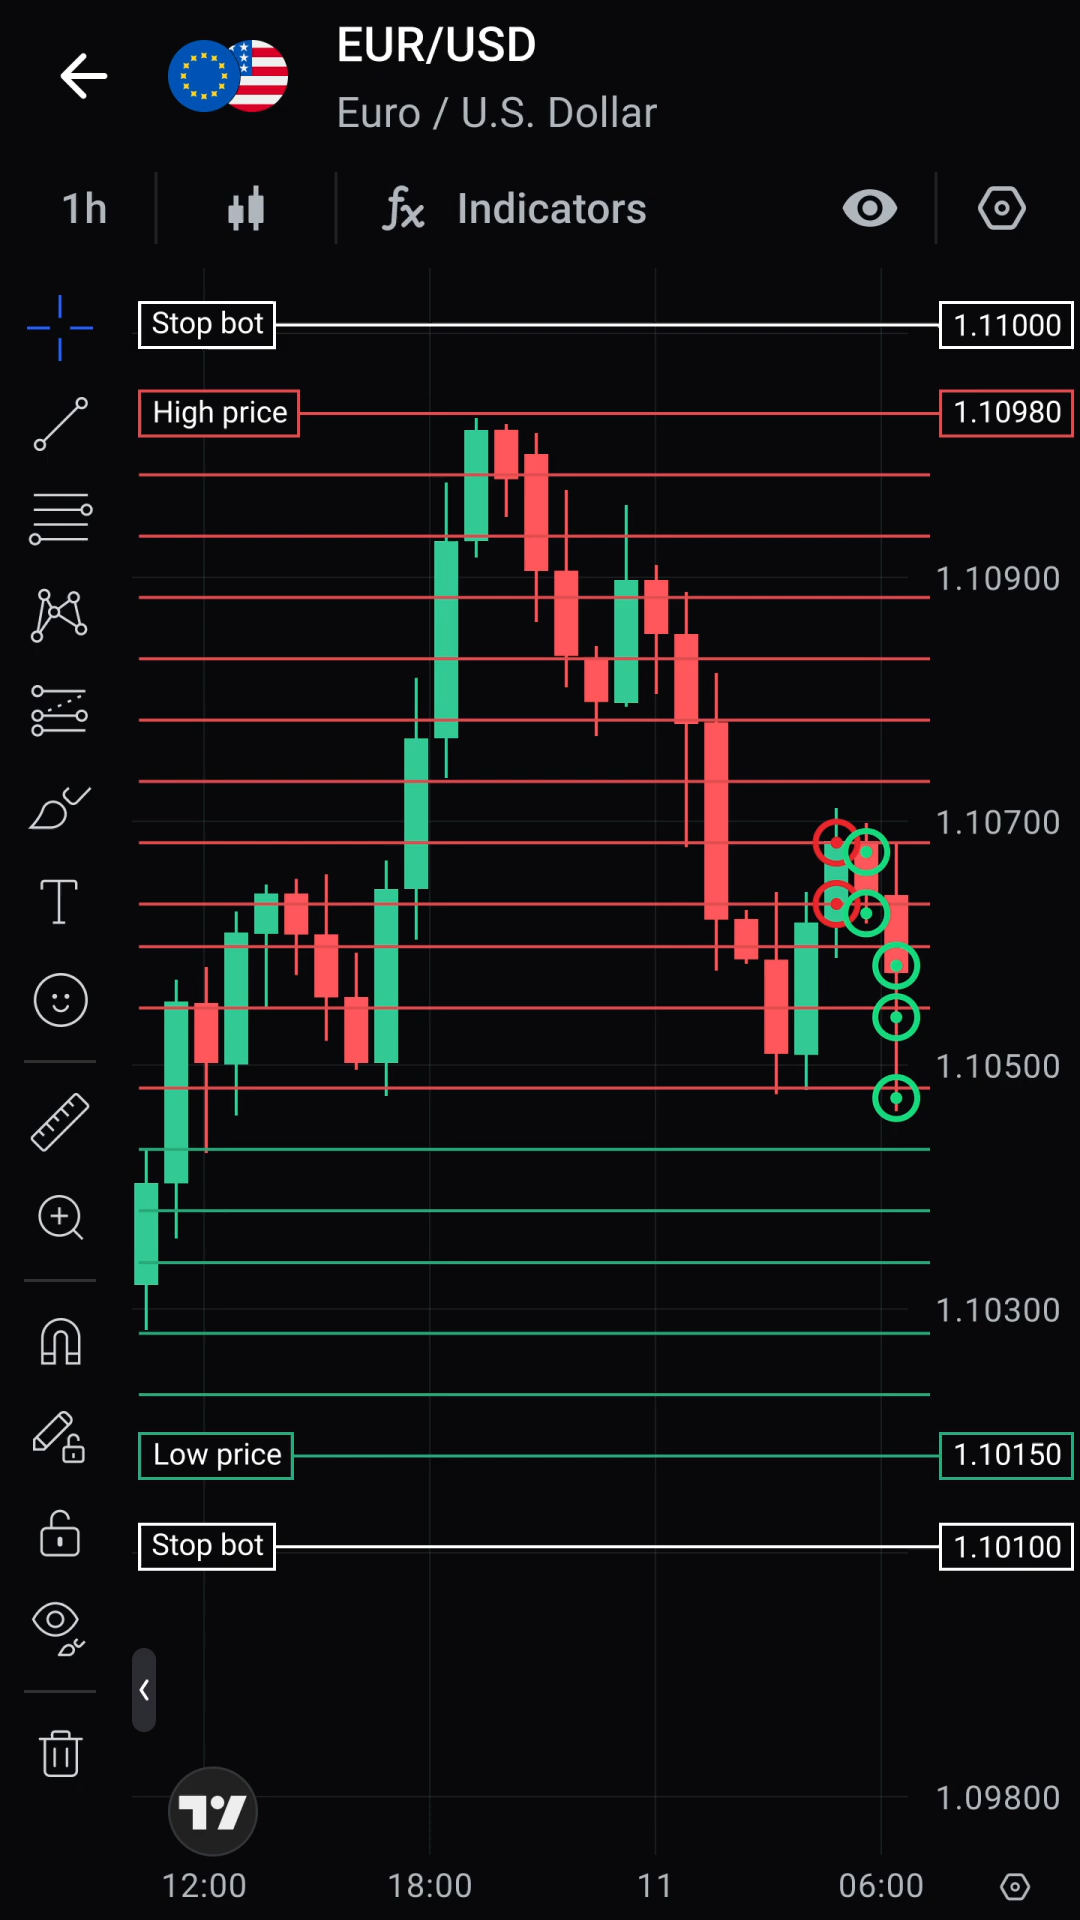 EUR/USD
Euro / U.S. Dollar
1h
fx Indicators
Stop bot 1.11000
High price 1.10980
1.10900
1.10700
1.10500
1.10300
Low price 1.10150
Stop bot 1.10100
1.09800
12:00 18:00 11 06:00